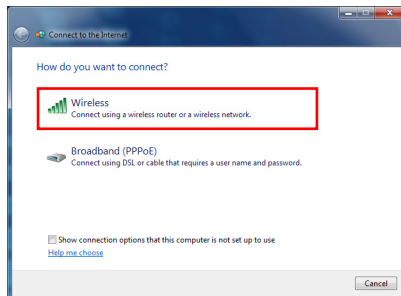 Connect to the Internet
How do you want to connect?
Wireless
Connect using a wireless router or a wireless network.
Broadband (PPPoE)
Connect using DSL or cable that requires a user name and password.
Show connection options that this computer is not set up to use
Help me choose
Cancel